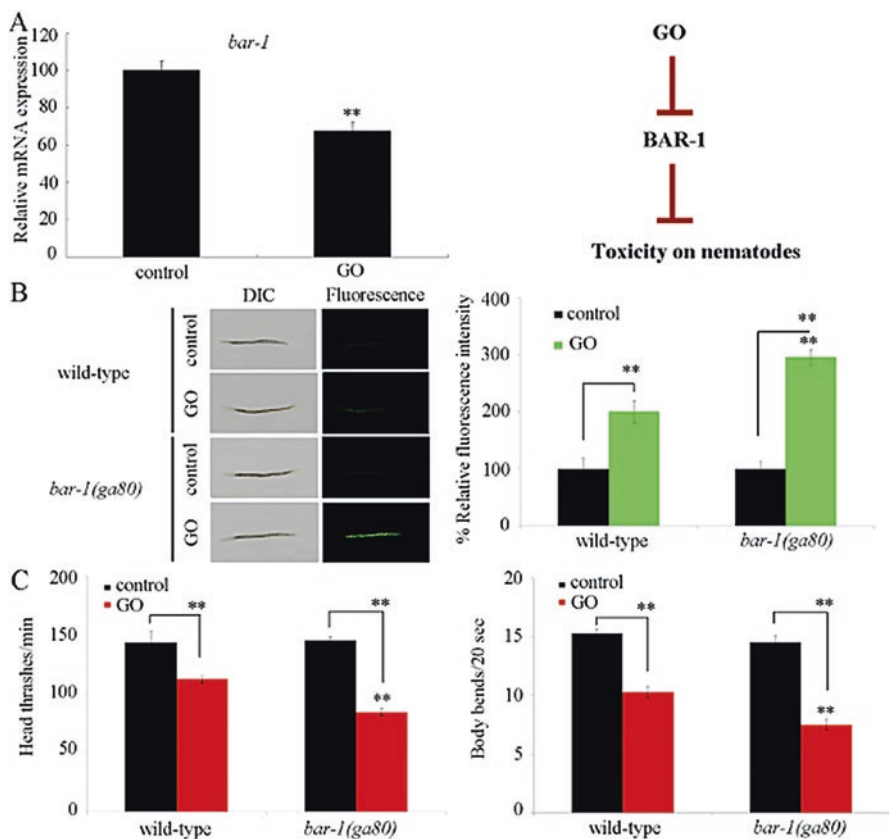 A
bar-1
Relative mRNA expression
120
100
80
60
40
20
0
**
control
GO
GO
BAR-1
Toxicity on nematodes
B
DIC
Fluorescence
wild-type
control
GO
bar-1(ga80)
control
GO
% Relative fluorescence intensity
400
300
200
100
0
control
GO
**
**
**
wild-type
bar-1(ga80)
C
Head thrashes/min
200
150
100
50
0
control
GO
**
**
**
wild-type
bar-1(ga80)
Body bends/20 sec
20
15
10
5
0
control
GO
**
**
**
wild-type
bar-1(ga80)